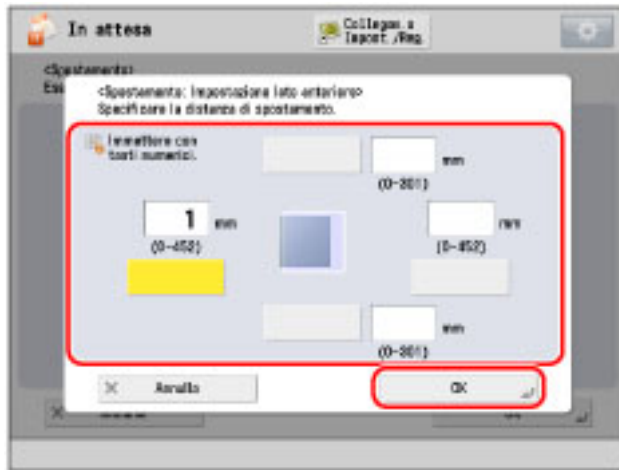 In attesa
Collegam.a
Impost./Reg.
<Spostamento>
<Spostamento: Impostazione lato anteriore>
Specificare la distanza di spostamento.
Immettere con
tasti numerici.
mm
(0-301)
1 mm
(0-452)
mm
(0-452)
mm
(0-301)
× Annulla
OK